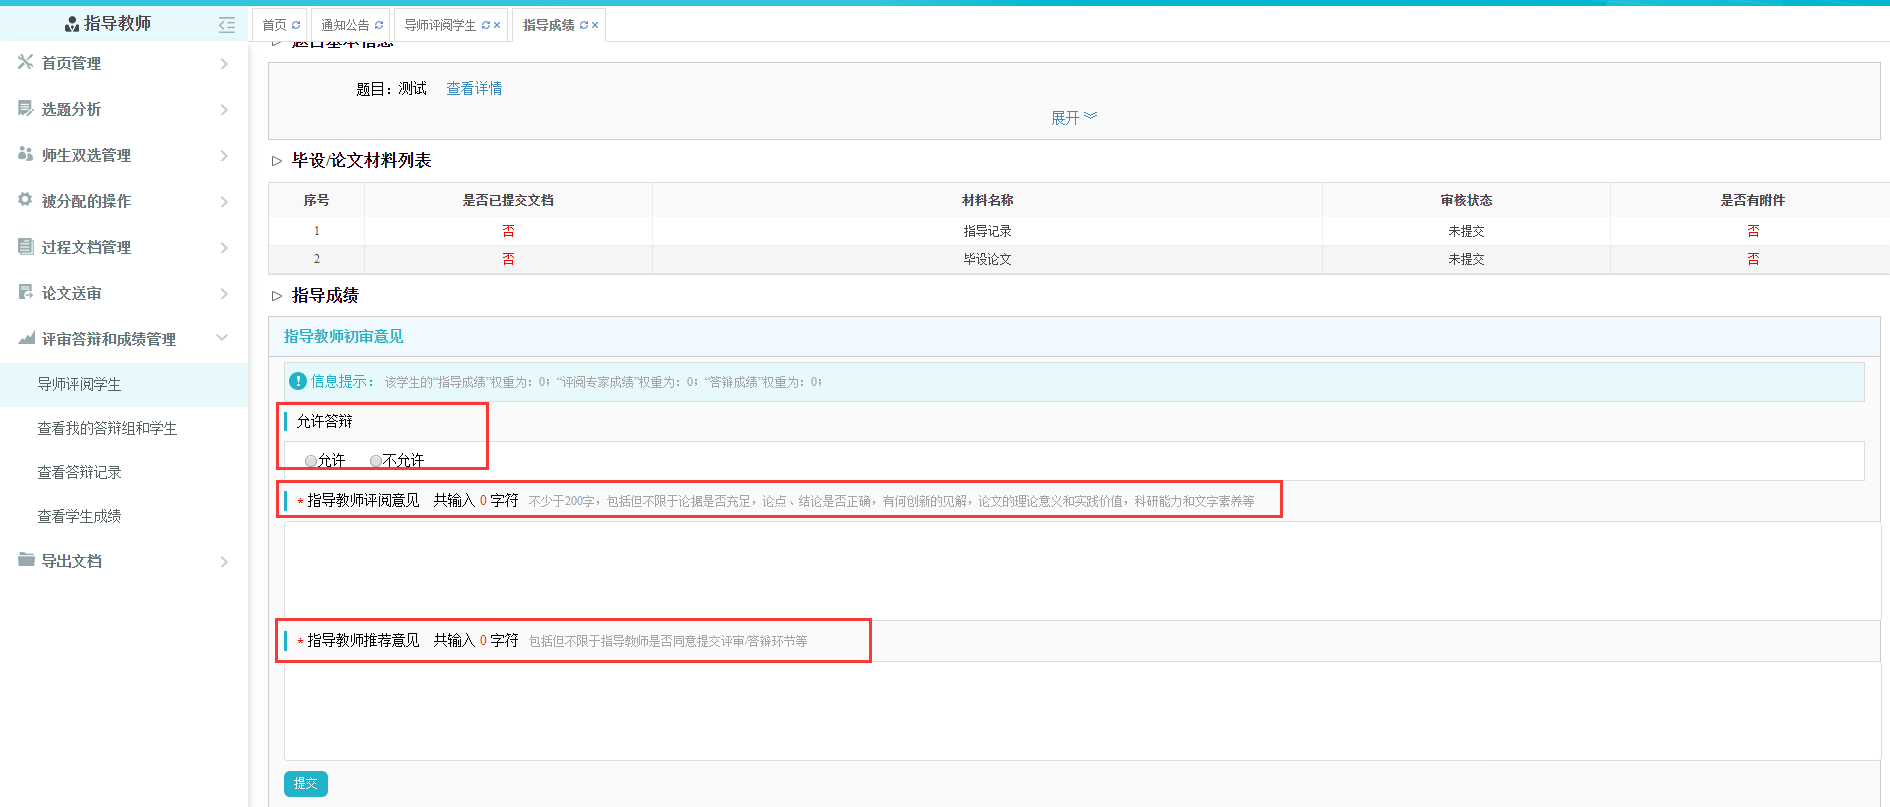 指导教师
首页 通知公告 导师评阅学生 × 指导成绩 ×
首页管理
选题分析
师生双选管理
被分配的操作
过程文档管理
论文送审
评审答辩和成绩管理
导师评阅学生
查看我的答辩组和学生
查看答辩记录
查看学生成绩
导出文档
题目基本信息
题目：测试 查看详情
展开
毕设/论文材料列表
序号 是否已提交文档 材料名称 审核状态 是否有附件
1 否 指导记录 未提交 否
2 否 毕设论文 未提交 否
指导成绩
指导教师初审意见
信息提示： 该学生的“指导成绩”权重为：0；“评阅专家成绩”权重为：0；“答辩成绩”权重为：0；
允许答辩
允许 不允许
* 指导教师评阅意见 共输入 0 字符 不少于200字，包括但不限于论据是否充足，论点、结论是否正确，有何创新的见解，论文的理论意义和实践价值，科研能力和文字素养等
* 指导教师推荐意见 共输入 0 字符 包括但不限于指导教师是否同意提交评审/答辩环节等
提交